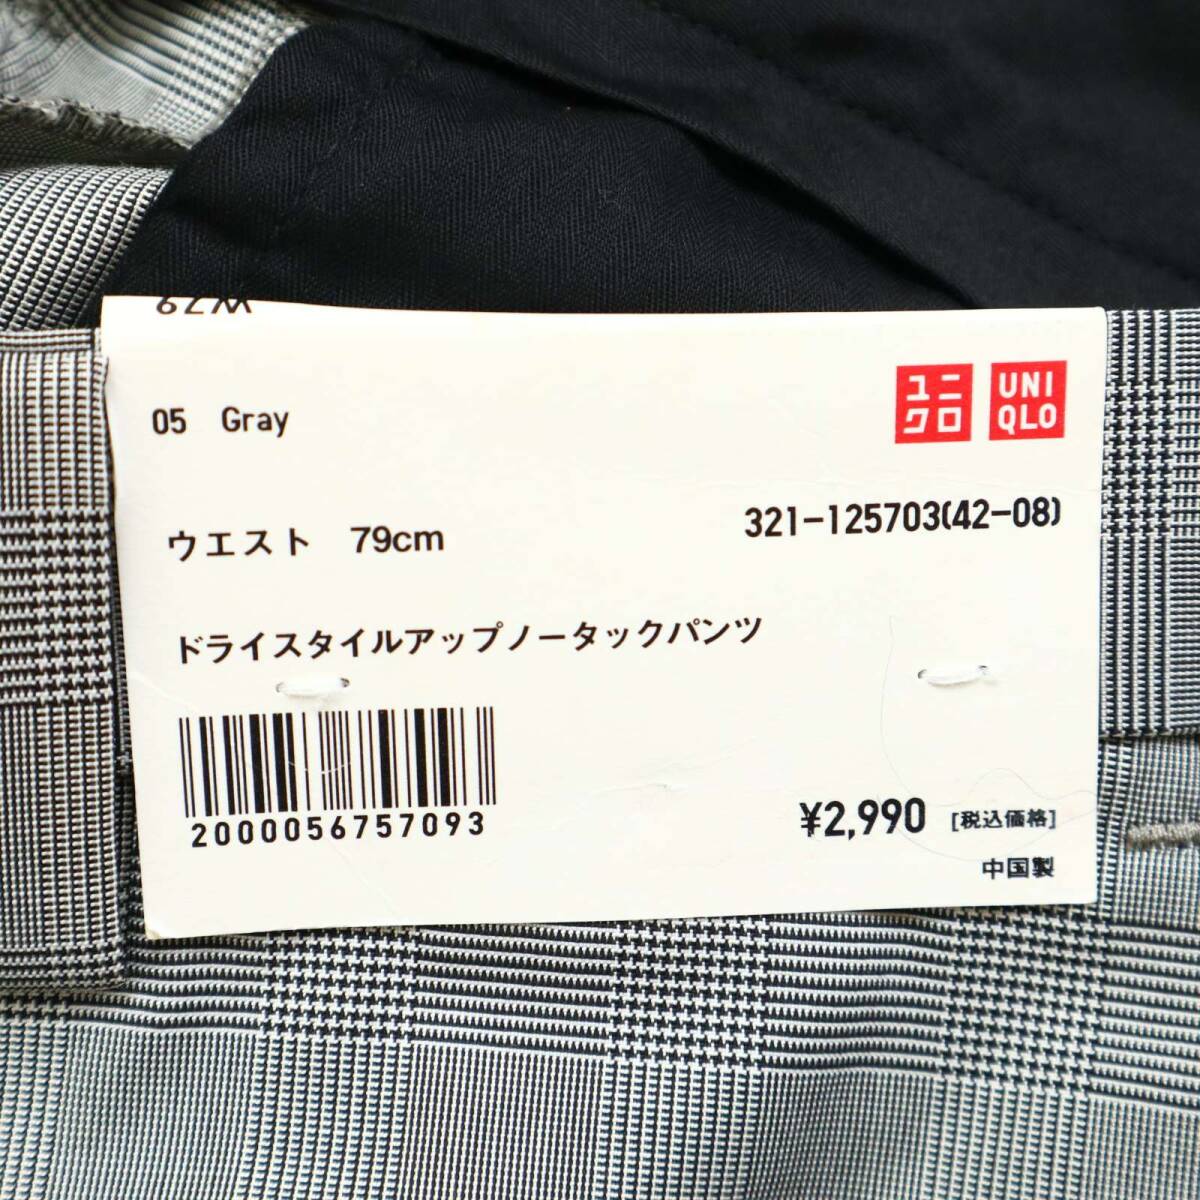 W79
05 Gray
ユニ
クロ
UNI
QLO
ウエスト 79cm
321-125703(42-08)
ドライスタイルアップノータックパンツ
2000056757093
¥2,990 [税込価格]
中国製